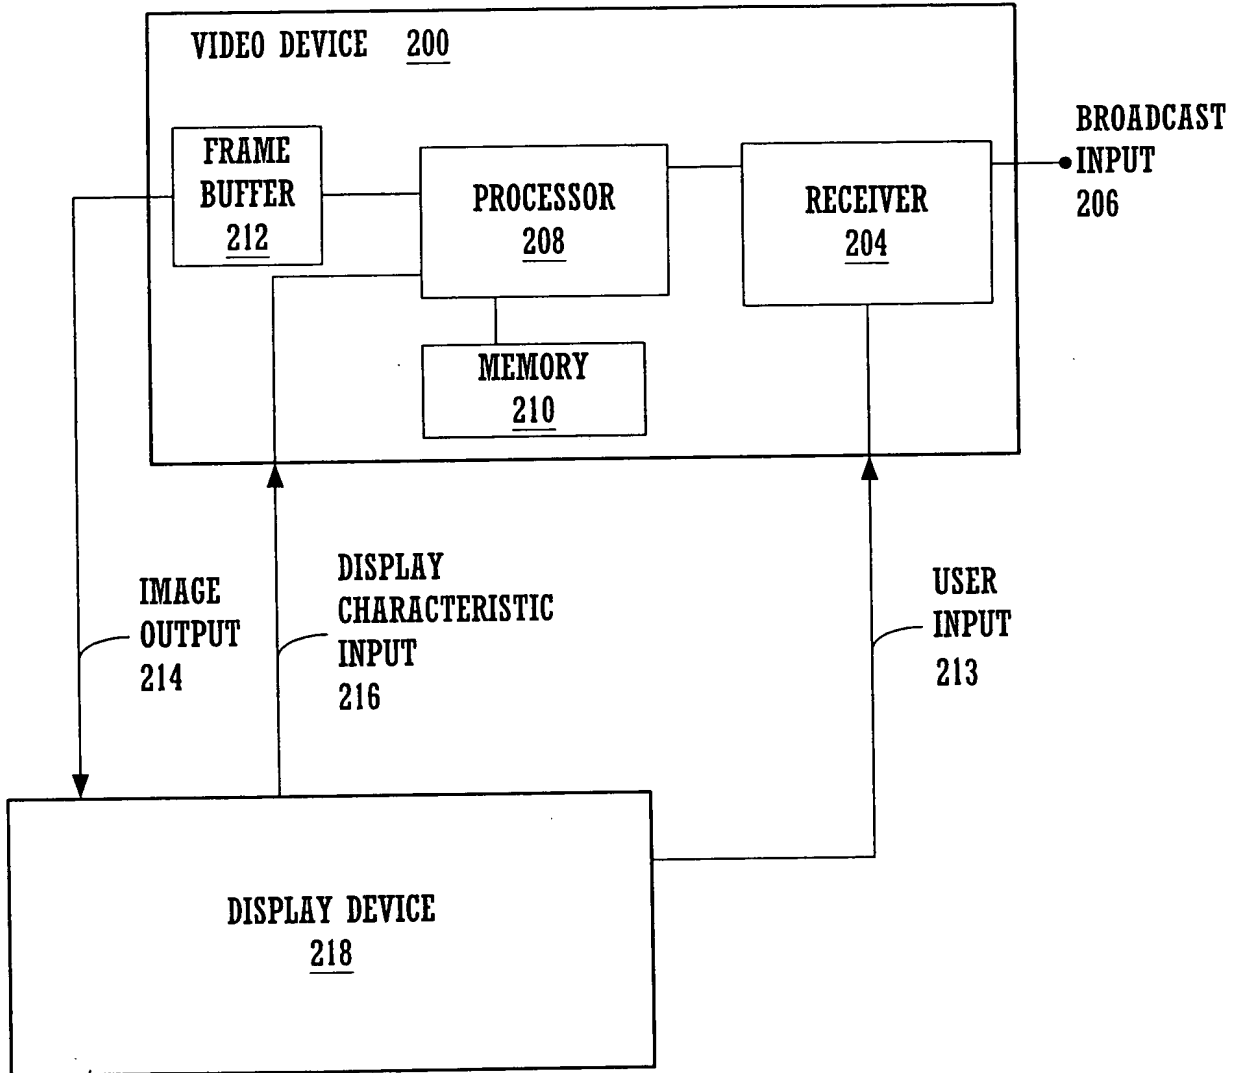 VIDEO DEVICE 200
FRAME
BUFFER
212
PROCESSOR
208
RECEIVER
204
BROADCAST
INPUT
206
MEMORY
210
IMAGE
OUTPUT
214
DISPLAY
CHARACTERISTIC
INPUT
216
USER
INPUT
213
DISPLAY DEVICE
218